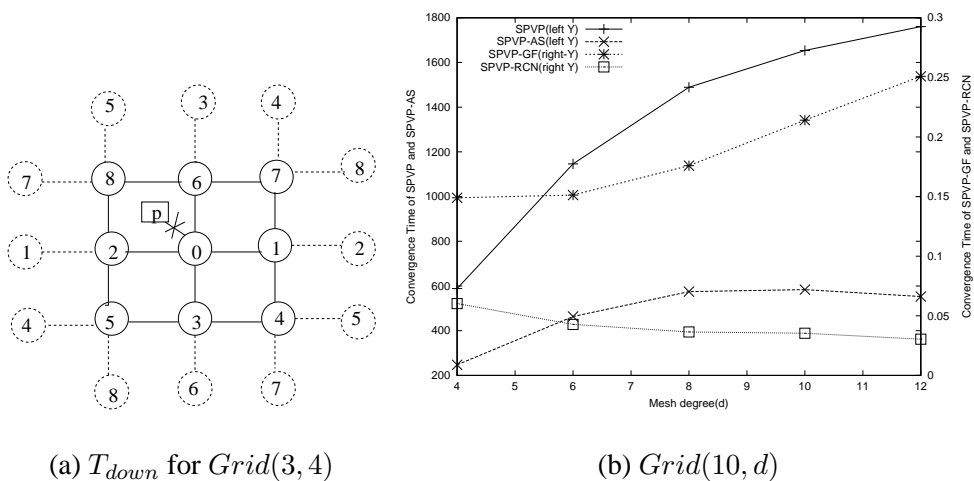 5 3 4
7 8 6 7 8
p
1 2 0 1 2
4 5 3 4 5
8 6 7
(a) T_down for Grid(3, 4)
SPVP(left Y)
SPVP-AS(left Y)
SPVP-GF(right-Y)
SPVP-RCN(right Y)
1800
1600
1400
1200
1000
800
600
400
200
Convergence Time of SPVP and SPVP-AS
0.3
0.25
0.2
0.15
0.1
0.05
0
Convergence Time of SPVP-GF and SPVP-RCN
4 5 6 7 8 9 10 11 12
Mesh degree(d)
(b) Grid(10, d)